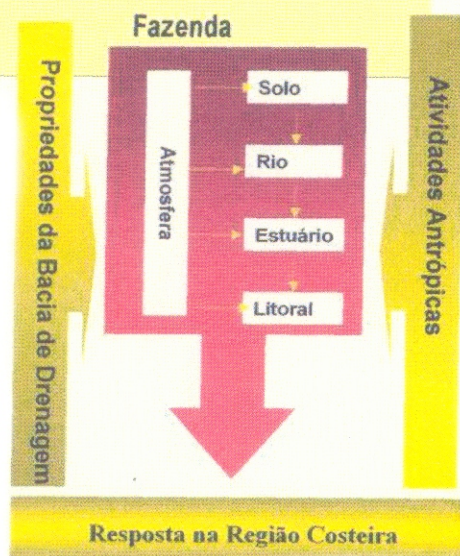 Fazenda
Propriedades da Bacia de Drenagem
Atmosfera
Solo
Rio
Estuário
Litoral
Atividades Antrópicas
Resposta na Região Costeira